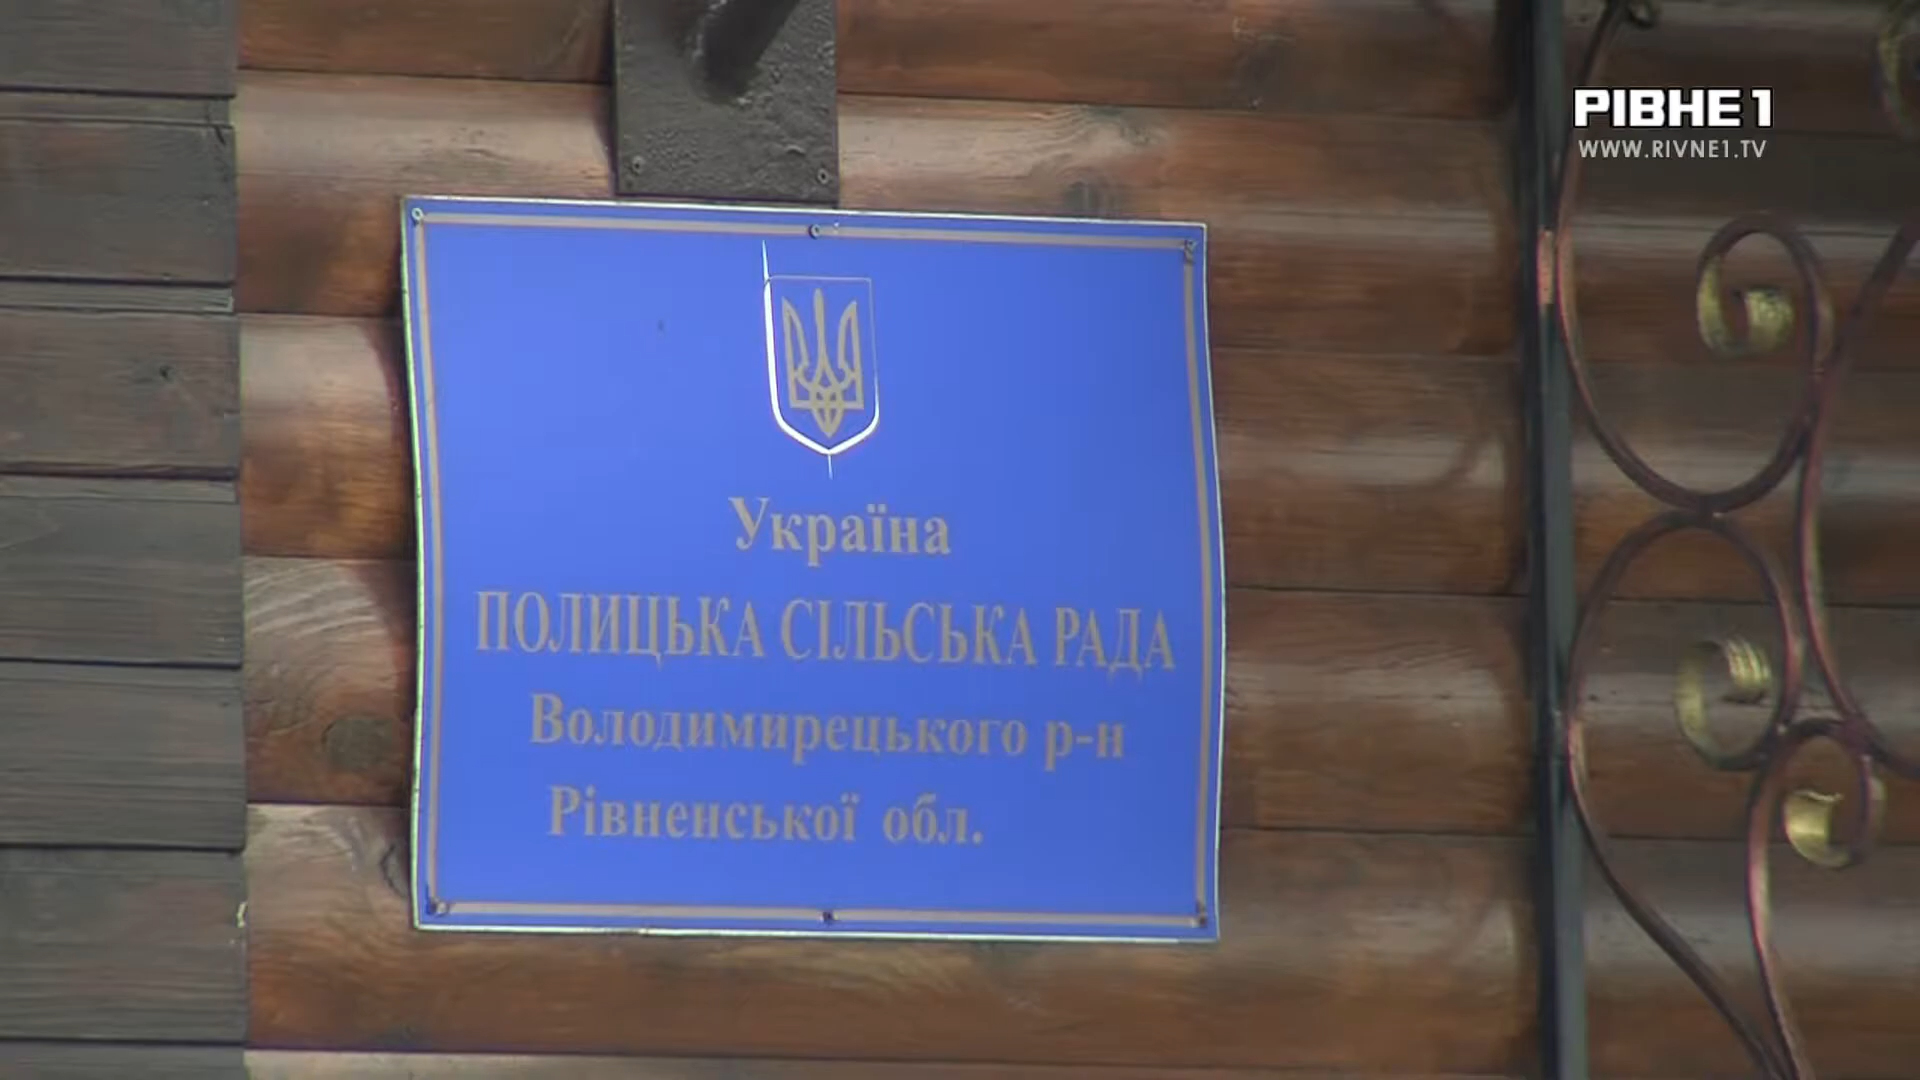 РІВНЕ 1
WWW.RIVNE1.TV
Україна
ПОЛИЦЬКА СІЛЬСЬКА РАДА
Володимирецького р-н
Рівненської обл.